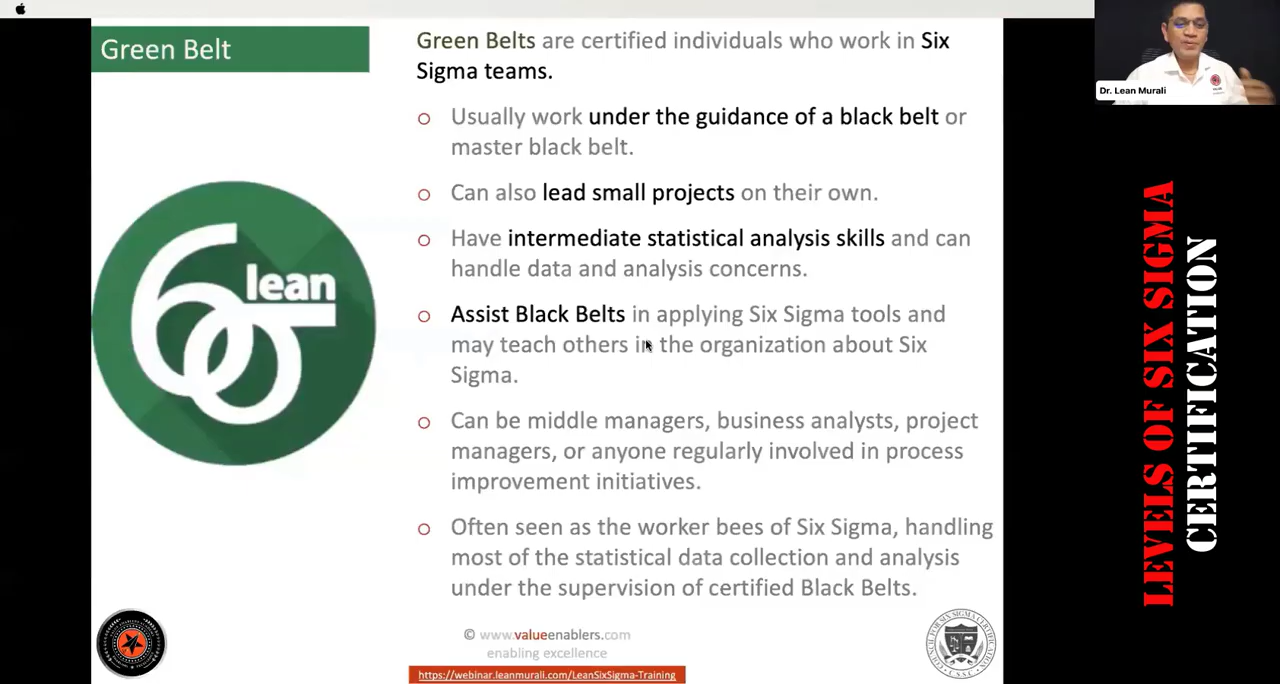 Green Belt
Green Belts are certified individuals who work in Six
Sigma teams.
Usually work under the guidance of a black belt or
master black belt.
Can also lead small projects on their own.
Have intermediate statistical analysis skills and can
handle data and analysis concerns.
Assist Black Belts in applying Six Sigma tools and
may teach others in the organization about Six
Sigma.
Can be middle managers, business analysts, project
managers, or anyone regularly involved in process
improvement initiatives.
Often seen as the worker bees of Six Sigma, handling
most of the statistical data collection and analysis
under the supervision of certified Black Belts.
6σ
lean
© www.valueenablers.com
enabling excellence
https://webinar.leanmurali.com/LeanSixSigma-Training
COUNCIL FOR SIX SIGMA CERTIFICATION
C.S.S.C.
Dr. Lean Murali
LEVELS OF SIX SIGMA
CERTIFICATION